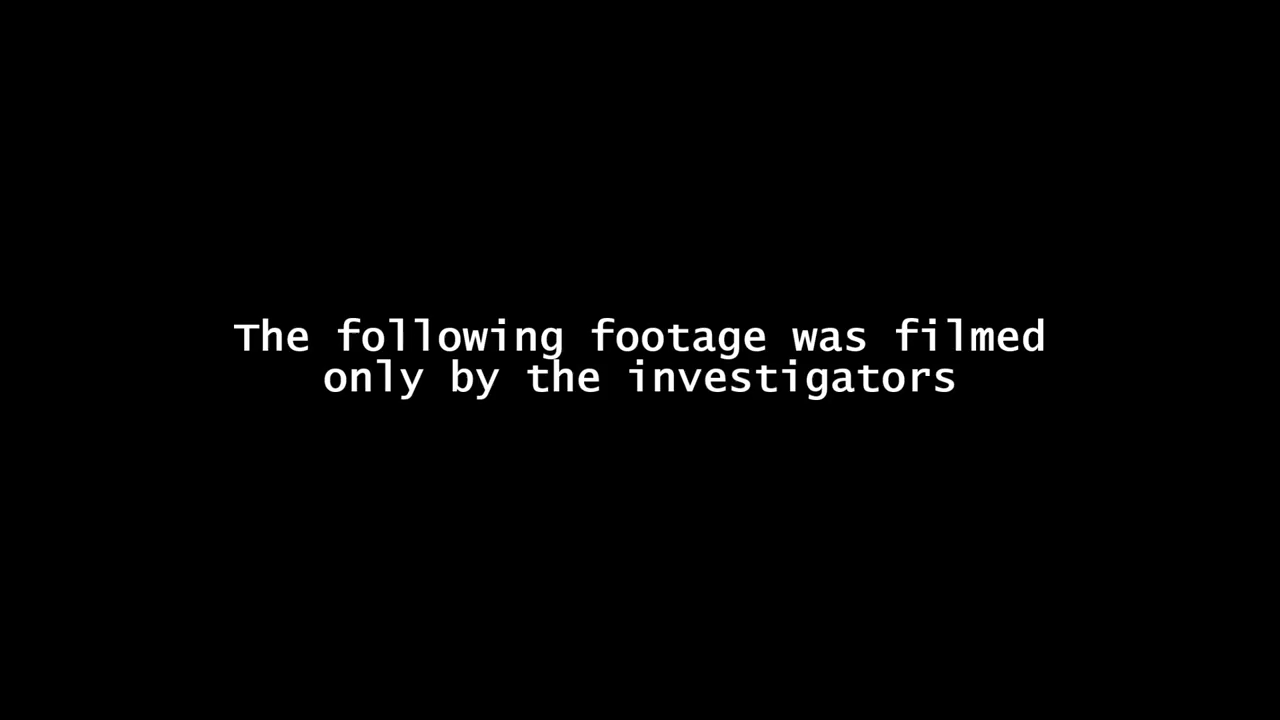 The following footage was filmed
only by the investigators